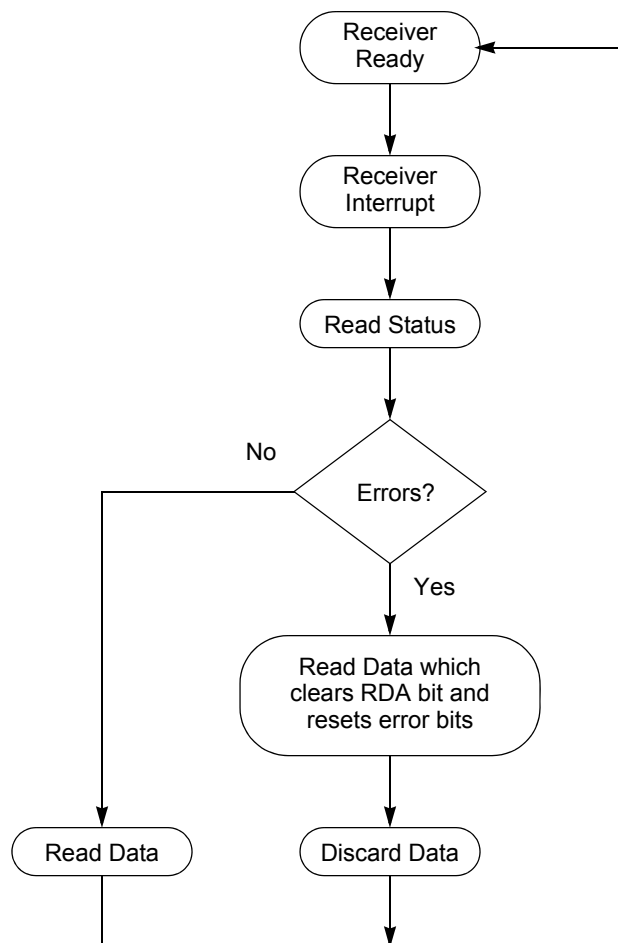 Receiver
Ready
Receiver
Interrupt
Read Status
No
Errors?
Yes
Read Data which
clears RDA bit and
resets error bits
Read Data
Discard Data